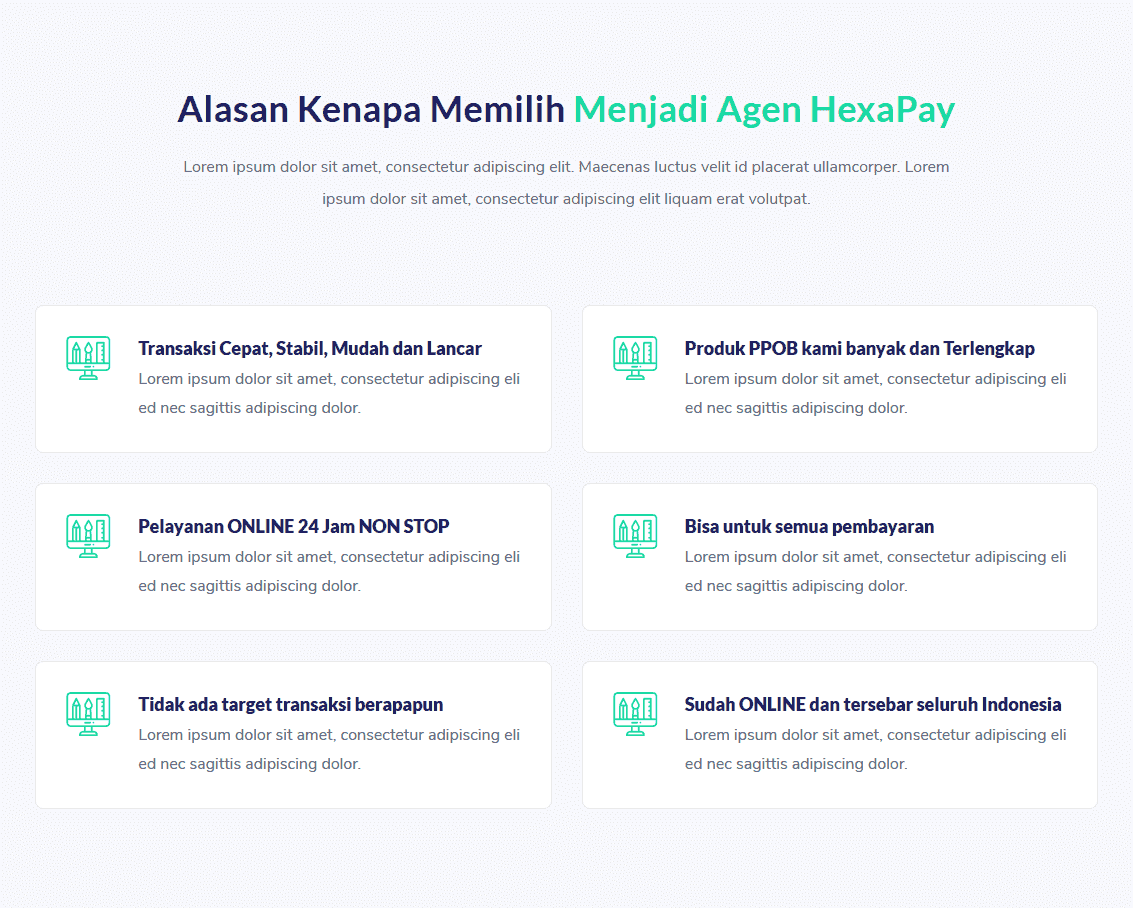 Alasan Kenapa Memilih Menjadi Agen HexaPay
Lorem ipsum dolor sit amet, consectetur adipiscing elit. Maecenas luctus velit id placerat ullamcorper. Lorem
ipsum dolor sit amet, consectetur adipiscing elit liquam erat volutpat.
Transaksi Cepat, Stabil, Mudah dan Lancar
Lorem ipsum dolor sit amet, consectetur adipiscing eli
ed nec sagittis adipiscing dolor.
Produk PPOB kami banyak dan Terlengkap
Lorem ipsum dolor sit amet, consectetur adipiscing eli
ed nec sagittis adipiscing dolor.
Pelayanan ONLINE 24 Jam NON STOP
Lorem ipsum dolor sit amet, consectetur adipiscing eli
ed nec sagittis adipiscing dolor.
Bisa untuk semua pembayaran
Lorem ipsum dolor sit amet, consectetur adipiscing eli
ed nec sagittis adipiscing dolor.
Tidak ada target transaksi berapapun
Lorem ipsum dolor sit amet, consectetur adipiscing eli
ed nec sagittis adipiscing dolor.
Sudah ONLINE dan tersebar seluruh Indonesia
Lorem ipsum dolor sit amet, consectetur adipiscing eli
ed nec sagittis adipiscing dolor.